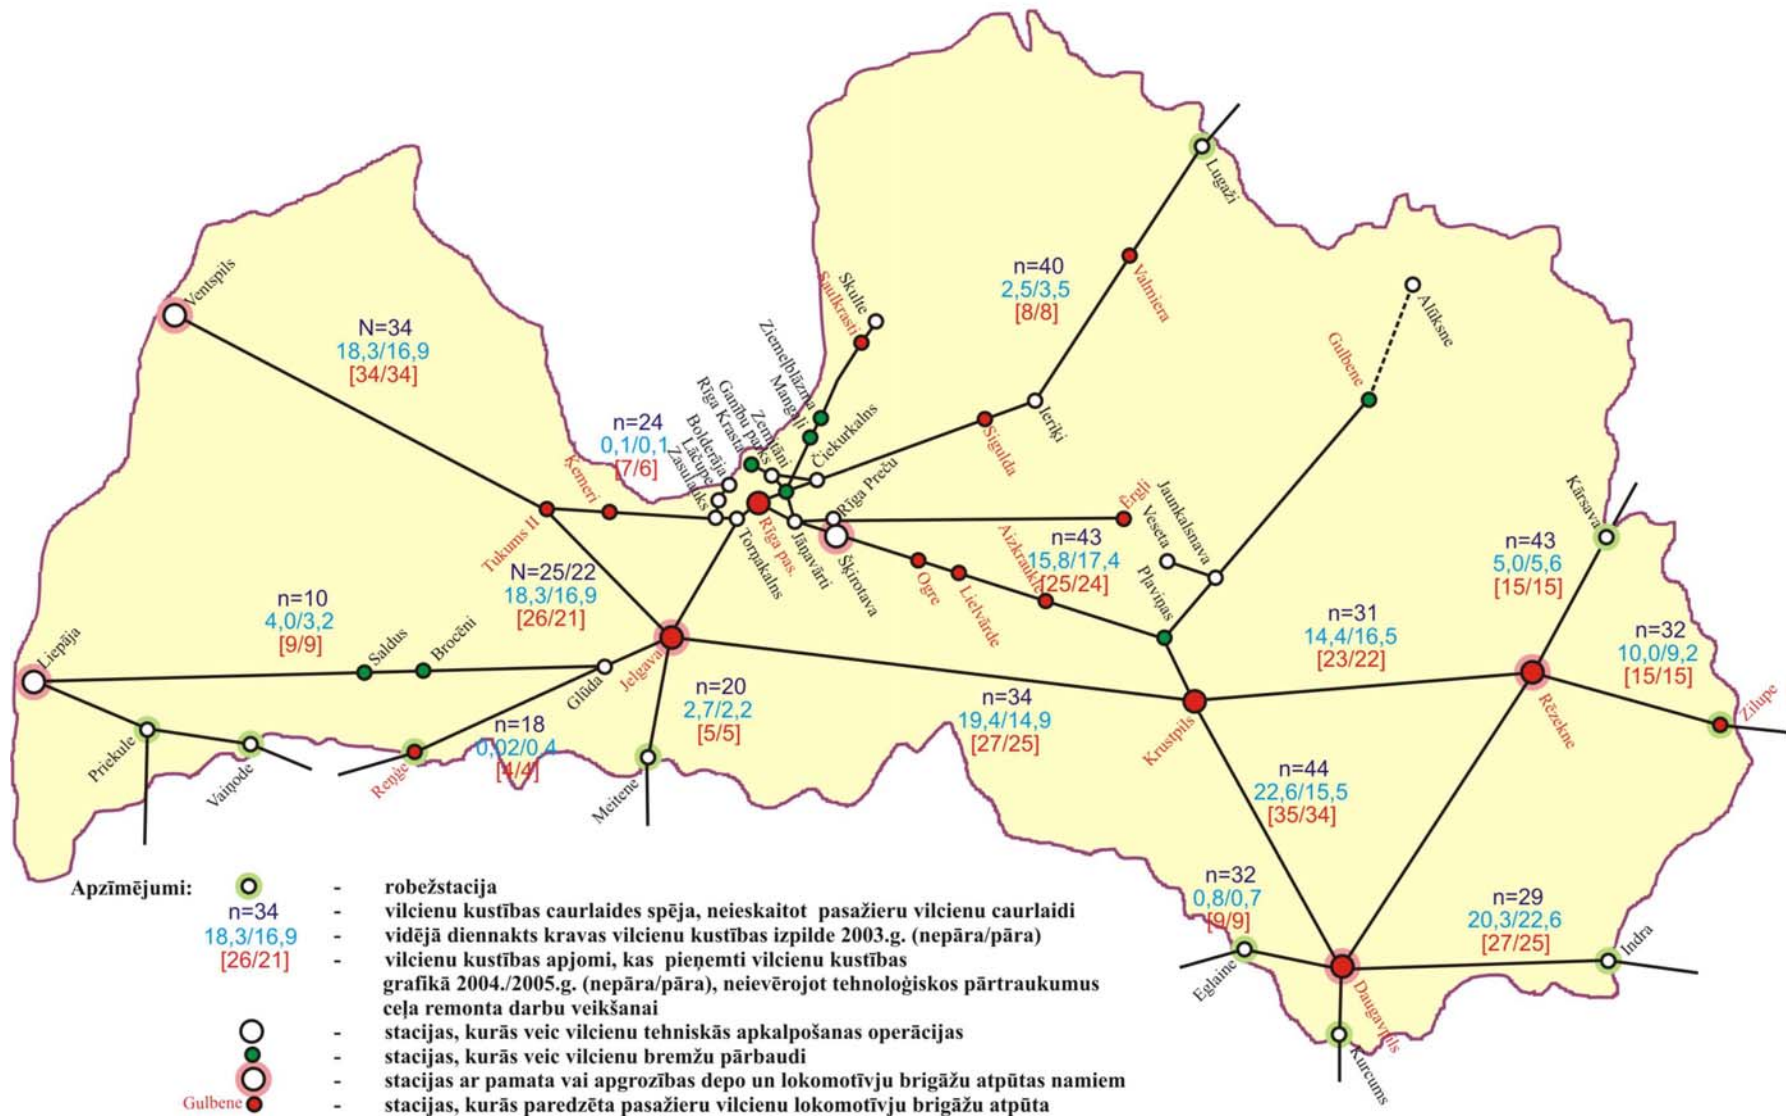 Lugaži
Valmiera
n=40
2,5/3,5
[8/8]
Alūksne
Gulbene
Ventspils
N=34
18,3/16,9
[34/34]
Skulte
Saulkrasti
Ziemeļblāzma
Mangaļi
Čiekurkalns
Zemitāni
Ganību parks
Rīga Krasta
Bolderāja
Lāčupe
Zasulauks
Ieriķi
Sigulda
n=24
0,1/0,1
[7/6]
Ķemeri
Tukums II
Rīga Preču
Ērgļi
Jaunkalsnava
Veseta
Pļaviņas
Kārsava
Rīga pas.
Torņakalns
Jāņavārti
Šķirotava
Ogre
Lielvārde
Aizkraukle
n=43
15,8/17,4
[25/24]
n=43
5,0/5,6
[15/15]
N=25/22
18,3/16,9
[26/21]
n=10
4,0/3,2
[9/9]
Saldus
Brocēni
Liepāja
Glūda
Jelgava
n=31
14,4/16,5
[23/22]
n=32
10,0/9,2
[15/15]
Zilupe
Rēzekne
Krustpils
n=20
2,7/2,2
[5/5]
n=34
19,4/14,9
[27/25]
n=18
0,02/0,4
[4/4]
Priekule
Vaiņode
Reņģe
Meitene
n=44
22,6/15,5
[35/34]
n=32
0,8/0,7
[9/9]
n=29
20,3/22,6
[27/25]
Eglaine
Daugavpils
Indra
Kurcums
Apzīmējumi: - robežstacija
n=34 - vilcienu kustības caurlaides spēja, neieskaitot pasažieru vilcienu caurlaidi
18,3/16,9 - vidējā diennakts kravas vilcienu kustības izpilde 2003.g. (nepāra/pāra)
[26/21] - vilcienu kustības apjomi, kas pieņemti vilcienu kustības
grafikā 2004./2005.g. (nepāra/pāra), neievērojot tehnoloģiskos pārtraukumus
ceļa remonta darbu veikšanai
- stacijas, kurās veic vilcienu tehniskās apkalpošanas operācijas
- stacijas, kurās veic vilcienu bremžu pārbaudi
- stacijas ar pamata vai apgrozības depo un lokomotīvju brigāžu atpūtas namiem
Gulbene - stacijas, kurās paredzēta pasažieru vilcienu lokomotīvju brigāžu atpūta